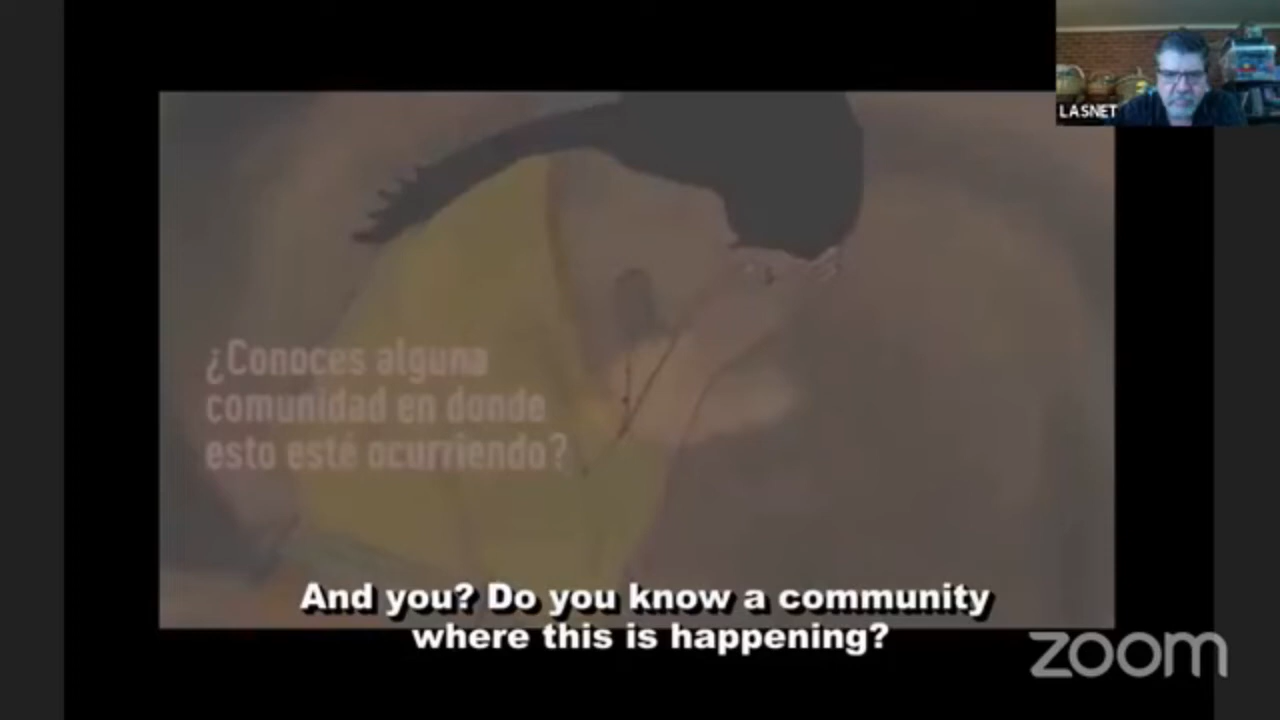 LASNET
¿Conoces alguna
comunidad en donde
esto esté ocurriendo?
And you? Do you know a community
where this is happening?
zoom